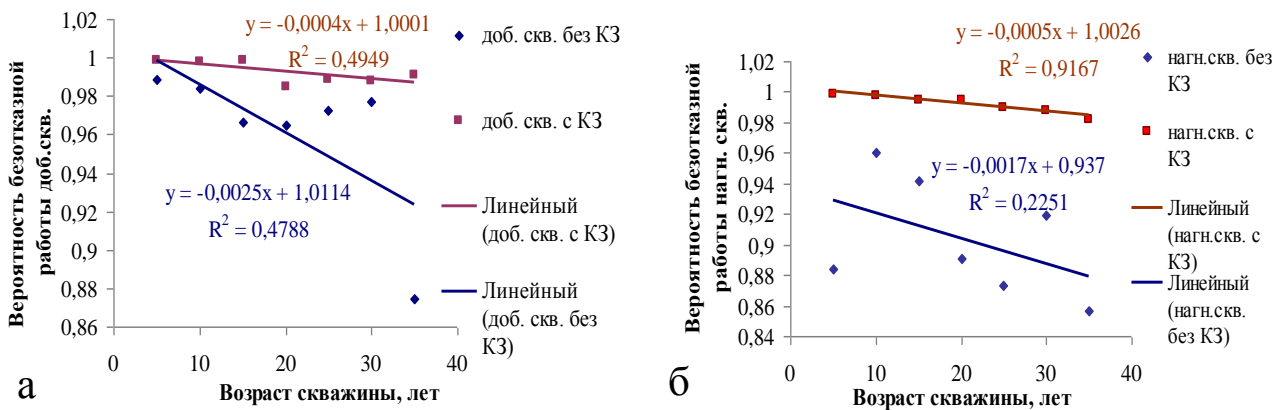 y = -0,0004x + 1,0001
R² = 0,4949
y = -0,0025x + 1,0114
R² = 0,4788
1,02
1
0,98
0,96
0,94
0,92
0,9
0,88
0,86
0 10 20 30 40
Вероятность безотказной
работы доб.скв.
Возраст скважины, лет
доб. скв. без КЗ
доб. скв. с КЗ
Линейный
(доб. скв. с КЗ)
Линейный
(доб. скв. без
КЗ)
а
y = -0,0005x + 1,0026
R² = 0,9167
y = -0,0017x + 0,937
R² = 0,2251
1,02
1
0,98
0,96
0,94
0,92
0,9
0,88
0,86
0,84
0 10 20 30 40
Вероятность безотказной
работы нагн. скв.
Возраст скважины, лет
нагн.скв. без
КЗ
нагн.скв. с
КЗ
Линейный
(нагн.скв. с
КЗ)
Линейный
(нагн.скв.
без КЗ)
б